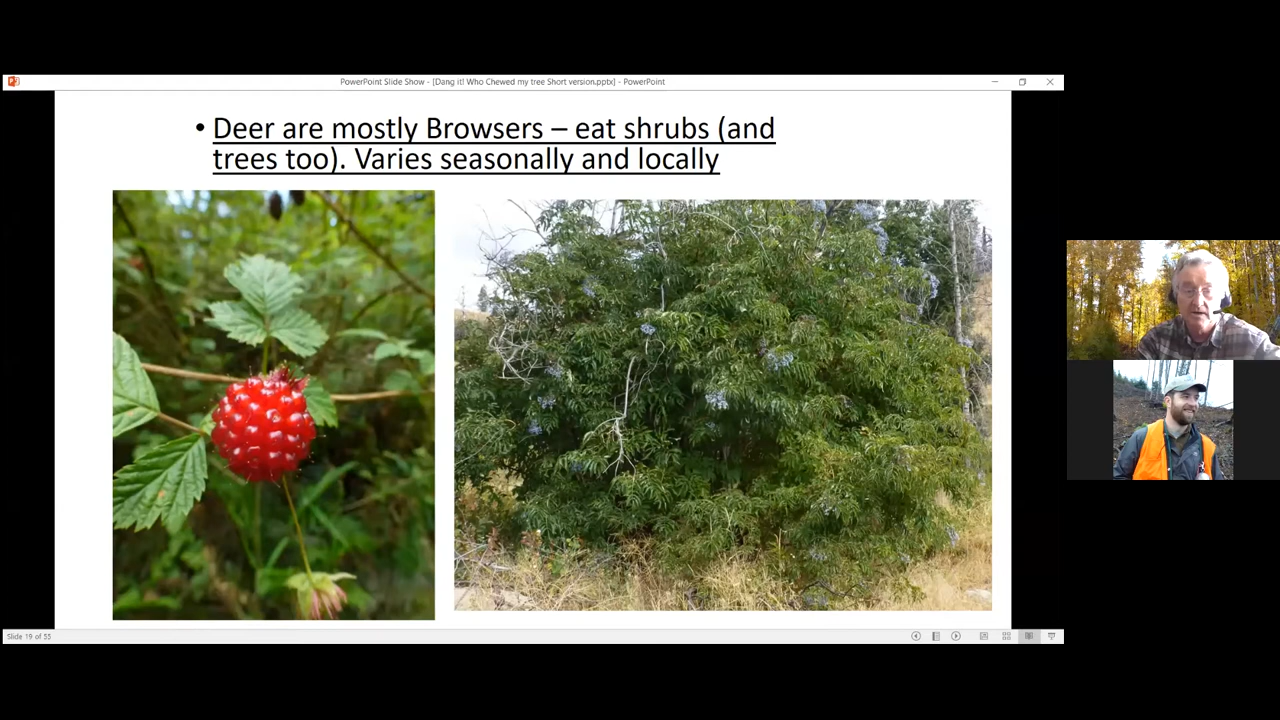 PowerPoint Slide Show - [Dang it! Who Chewed my tree Short version.pptx] - PowerPoint
• Deer are mostly Browsers – eat shrubs (and
trees too). Varies seasonally and locally
Slide 19 of 55